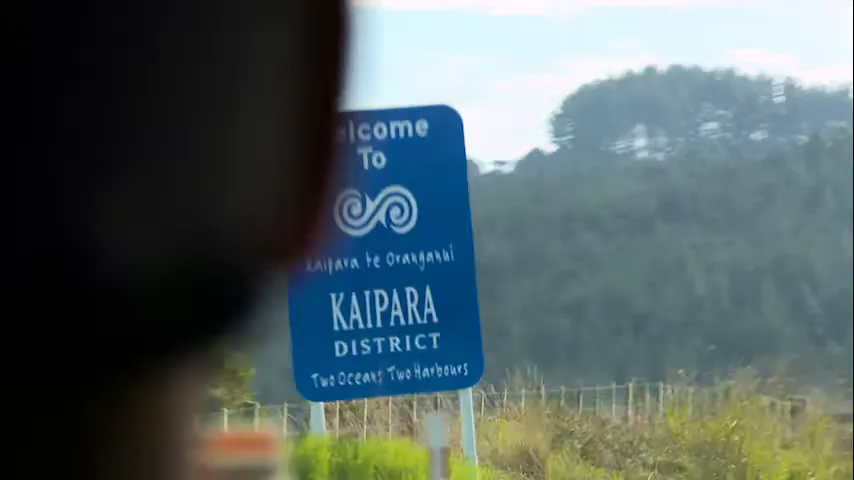 elcome
To
Kaipara te Oranganui
KAIPARA
DISTRICT
Two Oceans Two Harbours